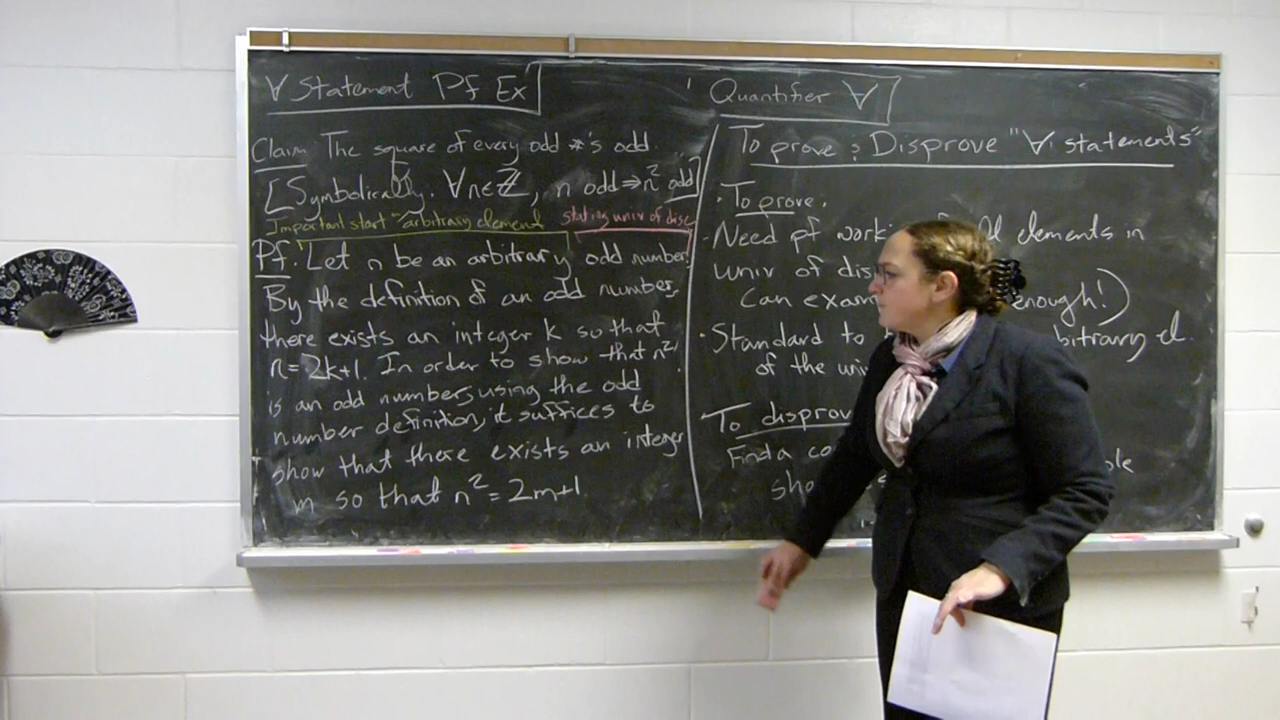 ∀ Statement Pf Ex
Claim The square of every odd #'s odd.
[Symbolically: ∀n∈ℤ, n odd ⇒ n² odd]
Important start "arbitrary element
stating univ of disc
Pf: Let n be an arbitrary odd number.
By the definition of an odd number,
there exists an integer k so that
n=2k+1. In order to show that n²
is an odd number, using the odd
number definition, it suffices to
show that there exists an integer
m so that n² = 2m+1
Quantifier ∀
To prove & Disprove "∀ statements"
To prove:
Need pf work elements in
univ of dis
Can exam enough!)
Standard to bitrary el.
of the uni
To disprov
Find a co ple
sho